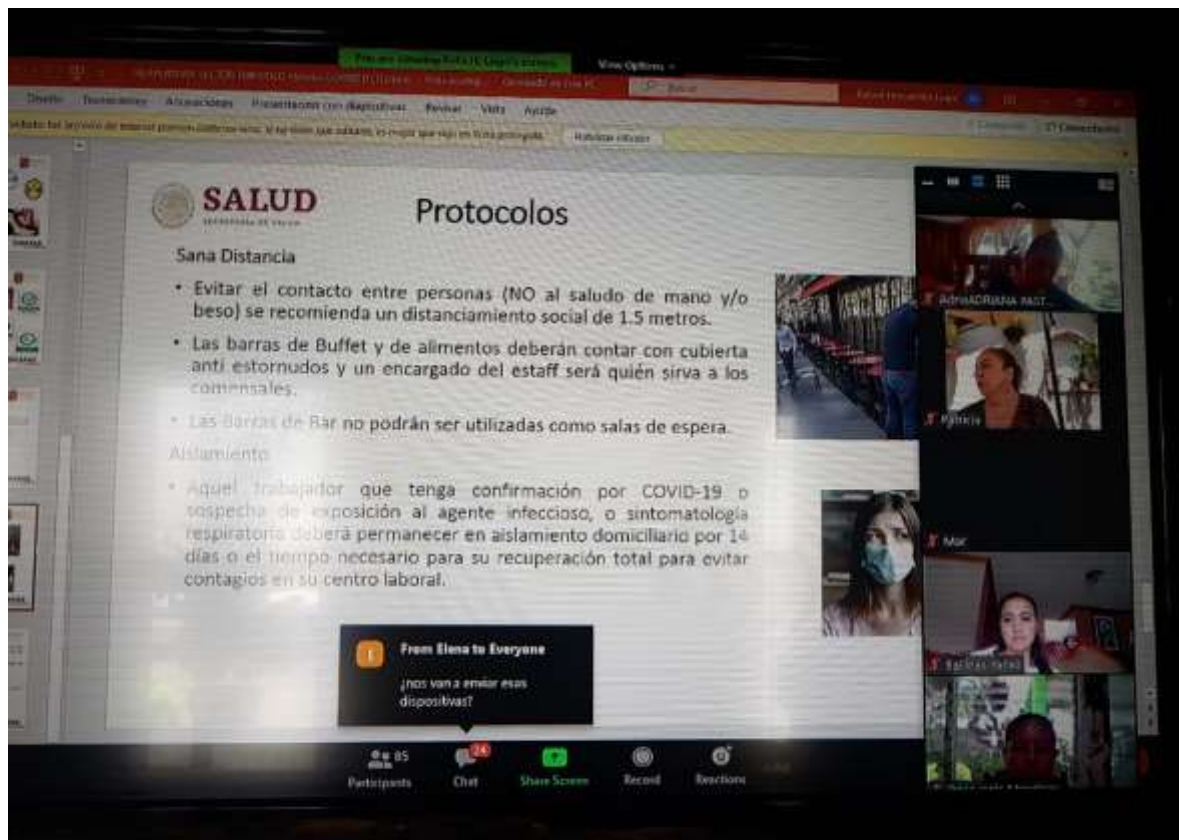 View Options
Revisar Vista Ayuda
SALUD
SECRETARÍA DE SALUD
Protocolos
Sana Distancia
• Evitar el contacto entre personas (NO al saludo de mano y/o
beso) se recomienda un distanciamiento social de 1.5 metros.
• Las barras de Buffet y de alimentos deberán contar con cubierta
anti estornudos y un encargado del estaff será quién sirva a los
comensales.
• Las Barras de Bar no podrán ser utilizadas como salas de espera.
Aislamiento
• Aquel trabajador que tenga confirmación por COVID-19 o
sospecha de exposición al agente infeccioso, o sintomatología
respiratoria deberá permanecer en aislamiento domiciliario por 14
días o el tiempo necesario para su recuperación total para evitar
contagios en su centro laboral.
Patricia
Mac
From Elena to Everyone
¿nos van a enviar esas
dispositivas?
85
24
Participants
Chat
Share Screen
Record
Reactions